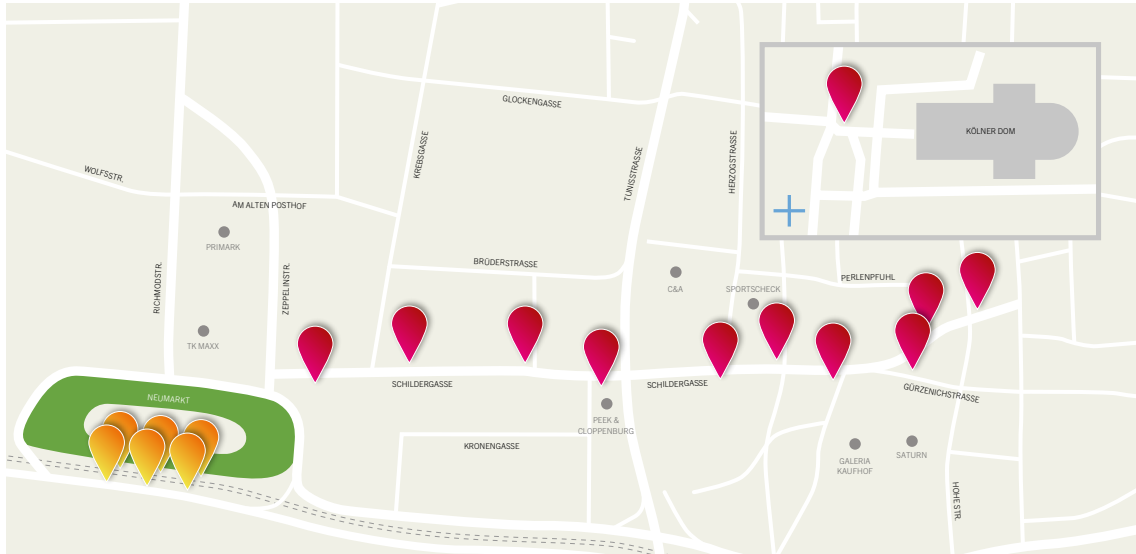 GLOCKENGASSE
KÖLNER DOM
KREBSGASSE
HERZOGSTRASSE
TUNISSTRASSE
WOLFSSTR.
AM ALTEN POSTHOF
PRIMARK
BRÜDERSTRASSE
RICHMODSTR.
ZEPPELINSTR.
C&A
SPORTSCHECK
PERLENPFUHL
TK MAXX
SCHILDERGASSE
SCHILDERGASSE
GÜRZENICHSTRASSE
NEUMARKT
PEEK &
CLOPPENBURG
KRONENGASSE
GALERIA
KAUFHOF
SATURN
HOHE STR.